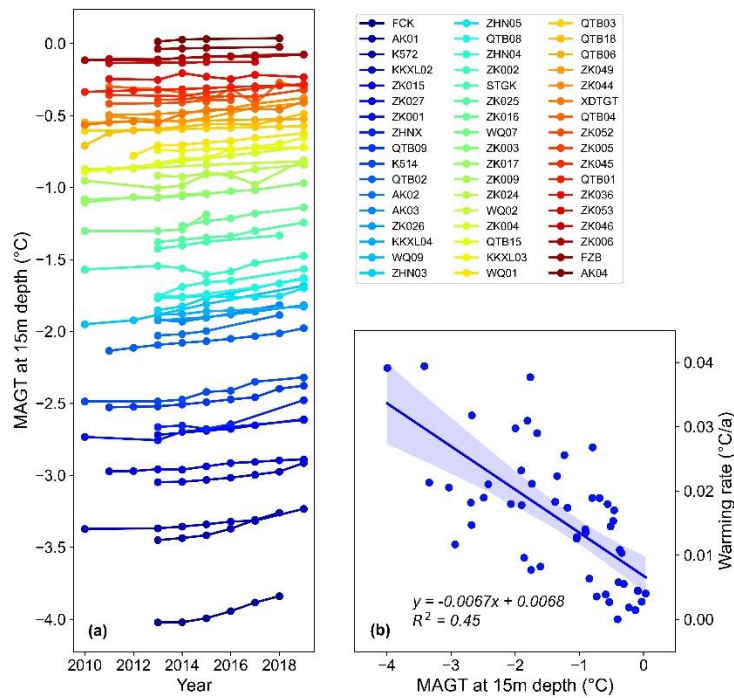 0.0
−0.5
−1.0
−1.5
−2.0
−2.5
−3.0
−3.5
−4.0
MAGT at 15m depth (°C)
(a)
2010 2012 2014 2016 2018
Year
FCK ZHN05 QTB03
AK01 QTB08 QTB18
K572 ZHN04 QTB06
KKXL02 ZK002 ZK049
ZK015 STGK ZK044
ZK027 ZK025 XDTGT
ZK001 ZK016 QTB04
ZHNX WQ07 ZK052
QTB09 ZK003 ZK005
K514 ZK017 ZK045
QTB02 ZK009 QTB01
AK02 ZK024 ZK036
AK03 WQ02 ZK053
ZK026 ZK004 ZK046
KKXL04 QTB15 ZK006
WQ09 KKXL03 FZB
ZHN03 WQ01 AK04
0.04
0.03
0.02
0.01
0.00
Warming rate (°C/a)
y = -0.0067x + 0.0068
R² = 0.45
(b)
−4 −3 −2 −1 0
MAGT at 15m depth (°C)